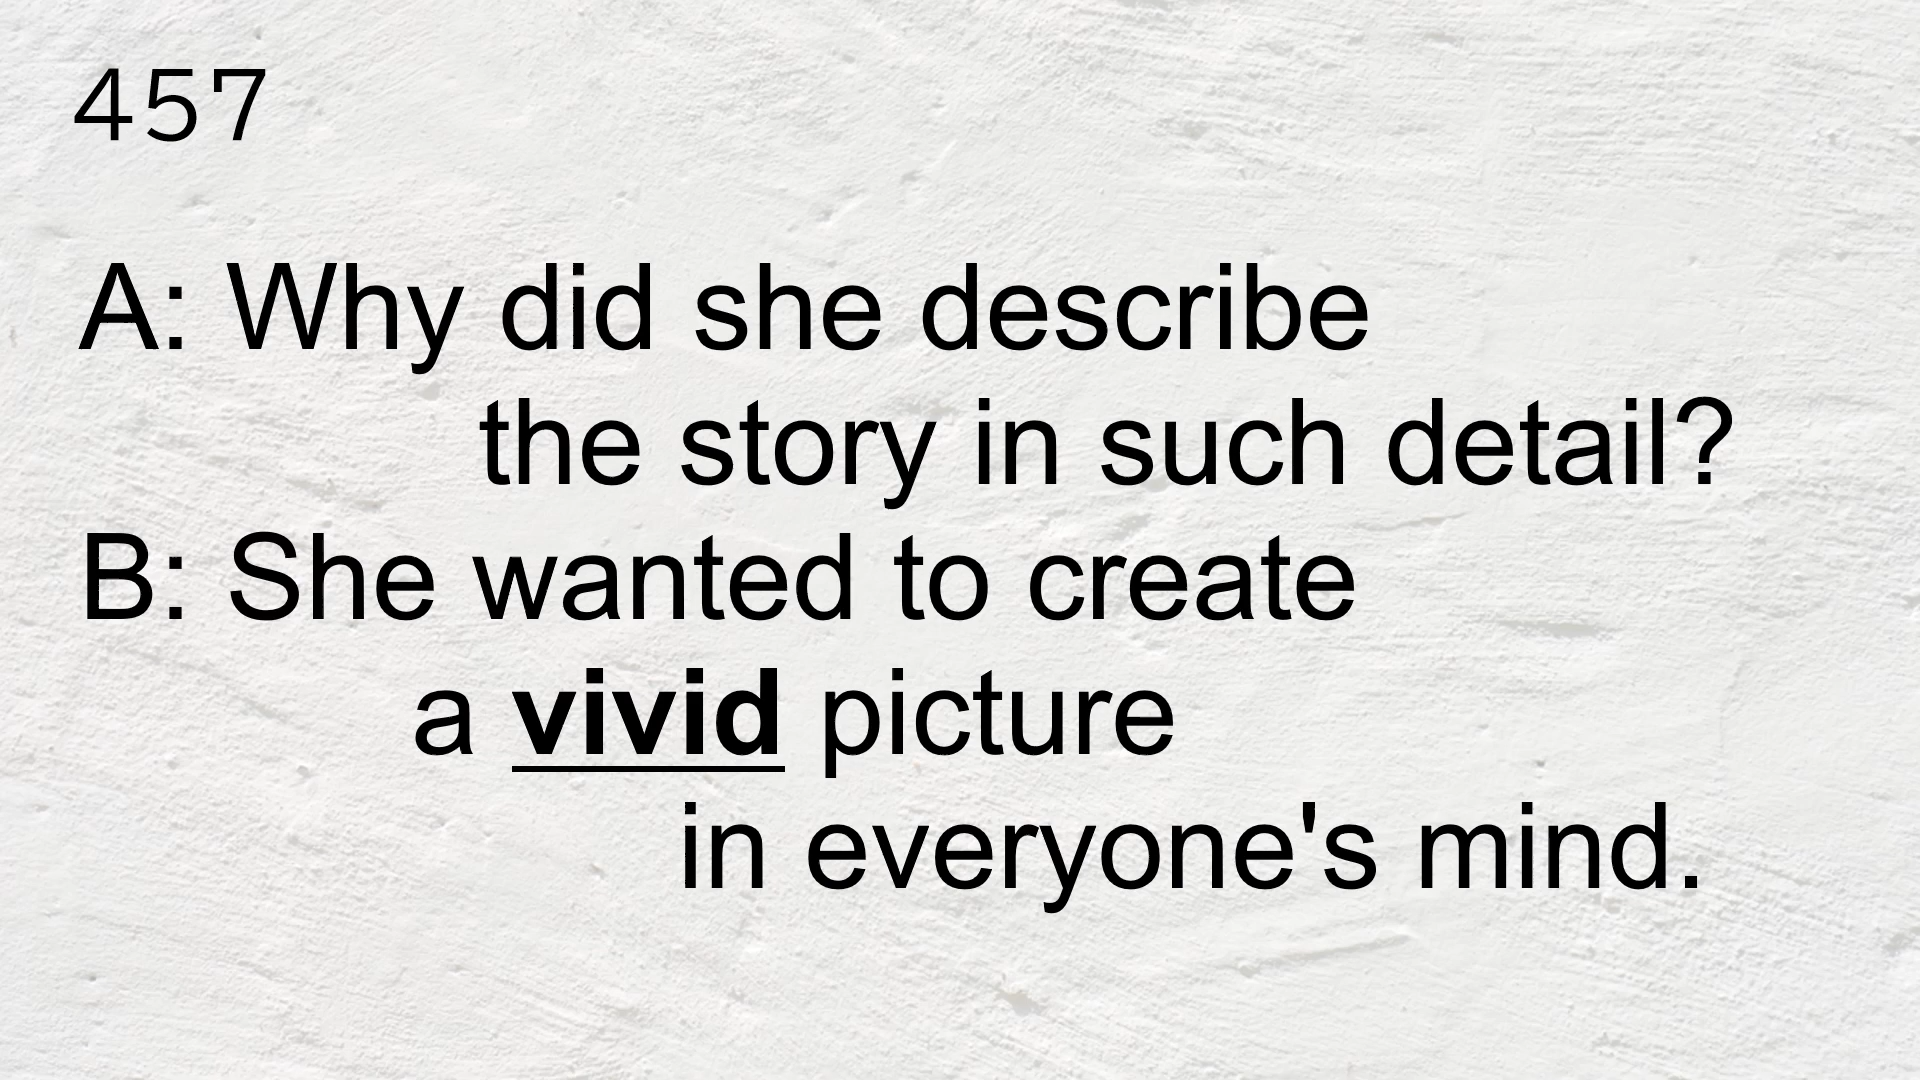 457
A: Why did she describe
the story in such detail?
B: She wanted to create
a vivid picture
in everyone's mind.